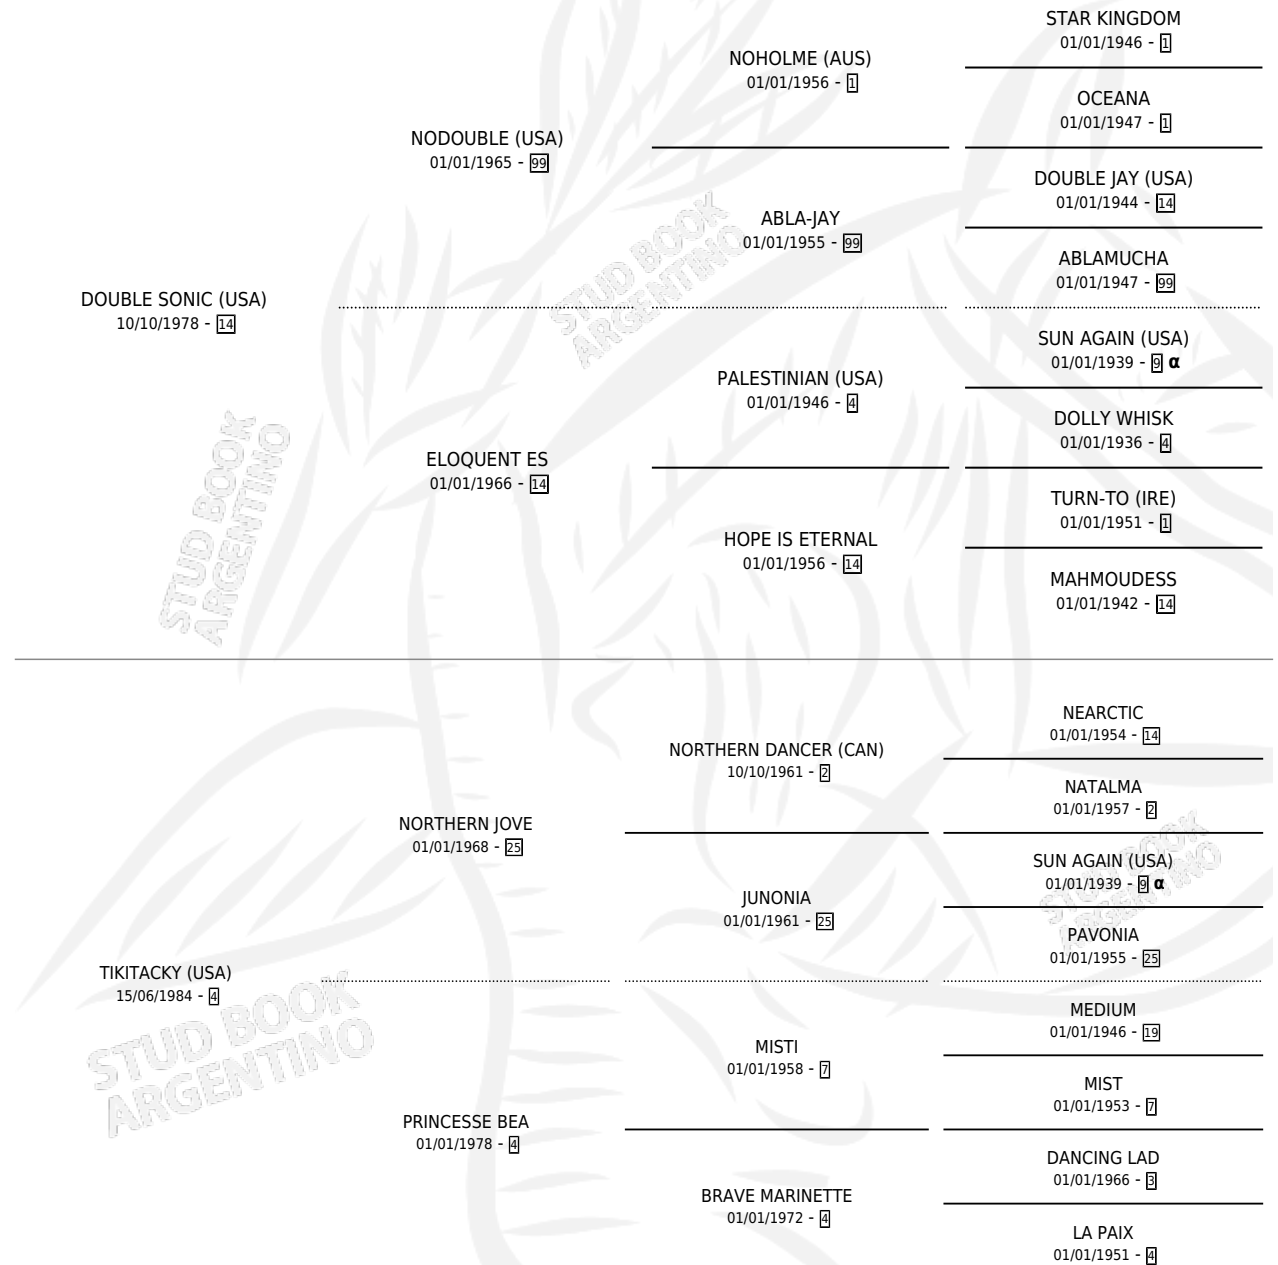 STAR KINGDOM
01/01/1946 - 1
NOHOLME (AUS)
01/01/1956 - 1
OCEANA
01/01/1947 - 1
NODOUBLE (USA)
01/01/1965 - 99
DOUBLE JAY (USA)
01/01/1944 - 14
ABLA-JAY
01/01/1955 - 99
ABLAMUCHA
01/01/1947 - 99
DOUBLE SONIC (USA)
10/10/1978 - 14
SUN AGAIN (USA)
01/01/1939 - 9 α
PALESTINIAN (USA)
01/01/1946 - 4
DOLLY WHISK
01/01/1936 - 4
ELOQUENT ES
01/01/1966 - 14
TURN-TO (IRE)
01/01/1951 - 1
HOPE IS ETERNAL
01/01/1956 - 14
MAHMOUDESS
01/01/1942 - 14
NEARCTIC
01/01/1954 - 14
NORTHERN DANCER (CAN)
10/10/1961 - 2
NATALMA
01/01/1957 - 2
NORTHERN JOVE
01/01/1968 - 25
SUN AGAIN (USA)
01/01/1939 - 9 α
JUNONIA
01/01/1961 - 25
PAVONIA
01/01/1955 - 25
TIKITACKY (USA)
15/06/1984 - 4
MEDIUM
01/01/1946 - 19
MISTI
01/01/1958 - 7
MIST
01/01/1953 - 7
PRINCESSE BEA
01/01/1978 - 4
DANCING LAD
01/01/1966 - 3
BRAVE MARINETTE
01/01/1972 - 4
LA PAIX
01/01/1951 - 4
STUD BOOK
ARGENTINO
STUD BOOK
ARGENTINO
STUD BOOK
ARGENTINO
STUD BOOK
ARGENTINO